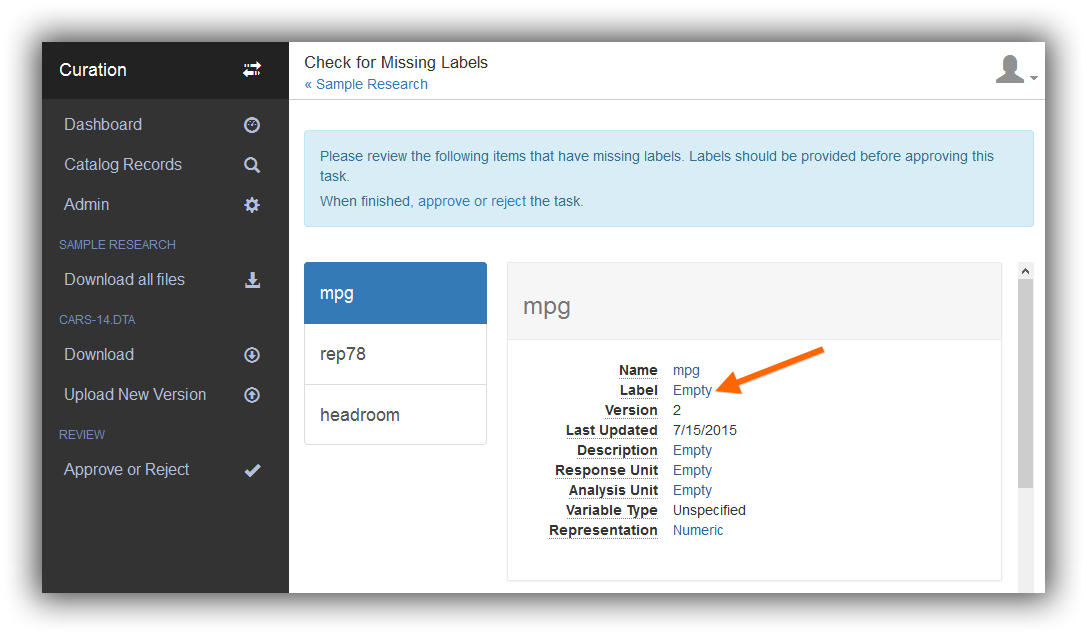 Curation
Dashboard
Catalog Records
Admin
SAMPLE RESEARCH
Download all files
CARS-14.DTA
Download
Upload New Version
REVIEW
Approve or Reject
Check for Missing Labels
« Sample Research
Please review the following items that have missing labels. Labels should be provided before approving this
task.
When finished, approve or reject the task.
mpg
rep78
headroom
mpg
Name mpg
Label Empty
Version 2
Last Updated 7/15/2015
Description Empty
Response Unit Empty
Analysis Unit Empty
Variable Type Unspecified
Representation Numeric